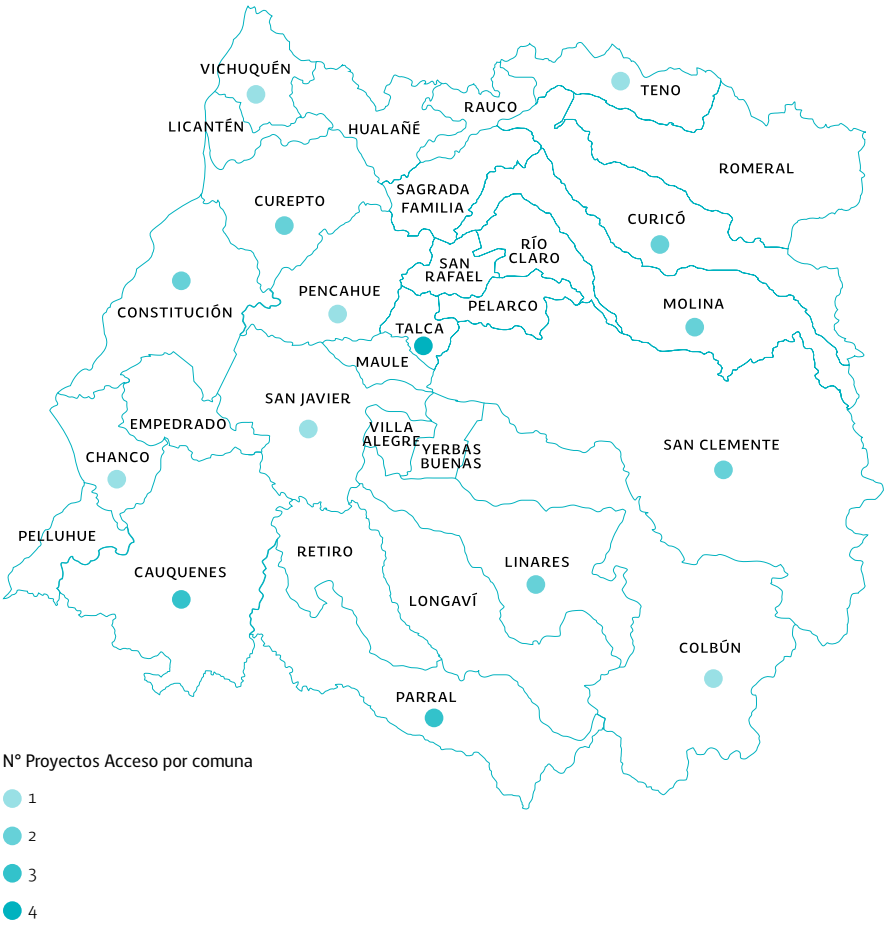 VICHUQUÉN
TENO
RAUCO
LICANTÉN
HUALAÑÉ
ROMERAL
SAGRADA
FAMILIA
CUREPTO
CURICÓ
RÍO
CLARO
SAN
RAFAEL
PENCAHUE
PELARCO
MOLINA
CONSTITUCIÓN
TALCA
MAULE
SAN JAVIER
EMPEDRADO
VILLA
ALEGRE
YERBAS
BUENAS
SAN CLEMENTE
CHANCO
PELLUHUE
RETIRO
LINARES
CAUQUENES
LONGAVÍ
COLBÚN
PARRAL
N° Proyectos Acceso por comuna
1
2
3
4